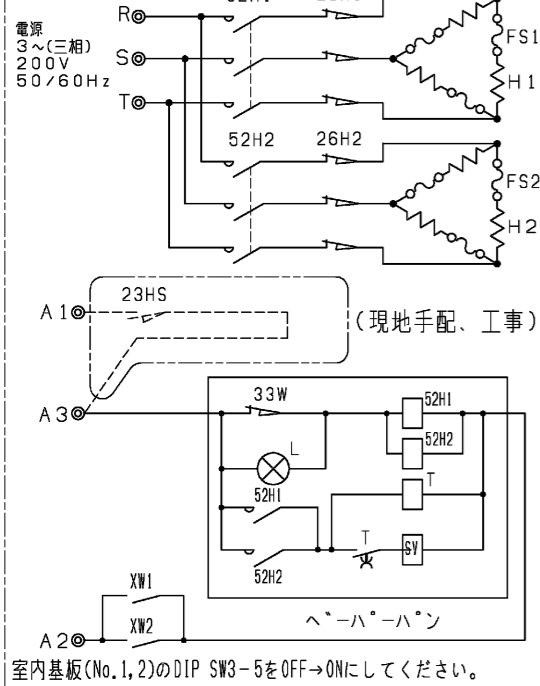 R
電源
3~(三相)
200V
50/60Hz
S
T
FS1
H1
52H2
26H2
FS2
H2
A1
23HS
(現地手配、工事)
A3
33W
52H1
52H2
L
T
52H1
T
SV
52H2
XW1
ベーパーパン
XW2
A2
室内基板(No.1,2)のDIP SW3-5をOFF→ONにしてください。